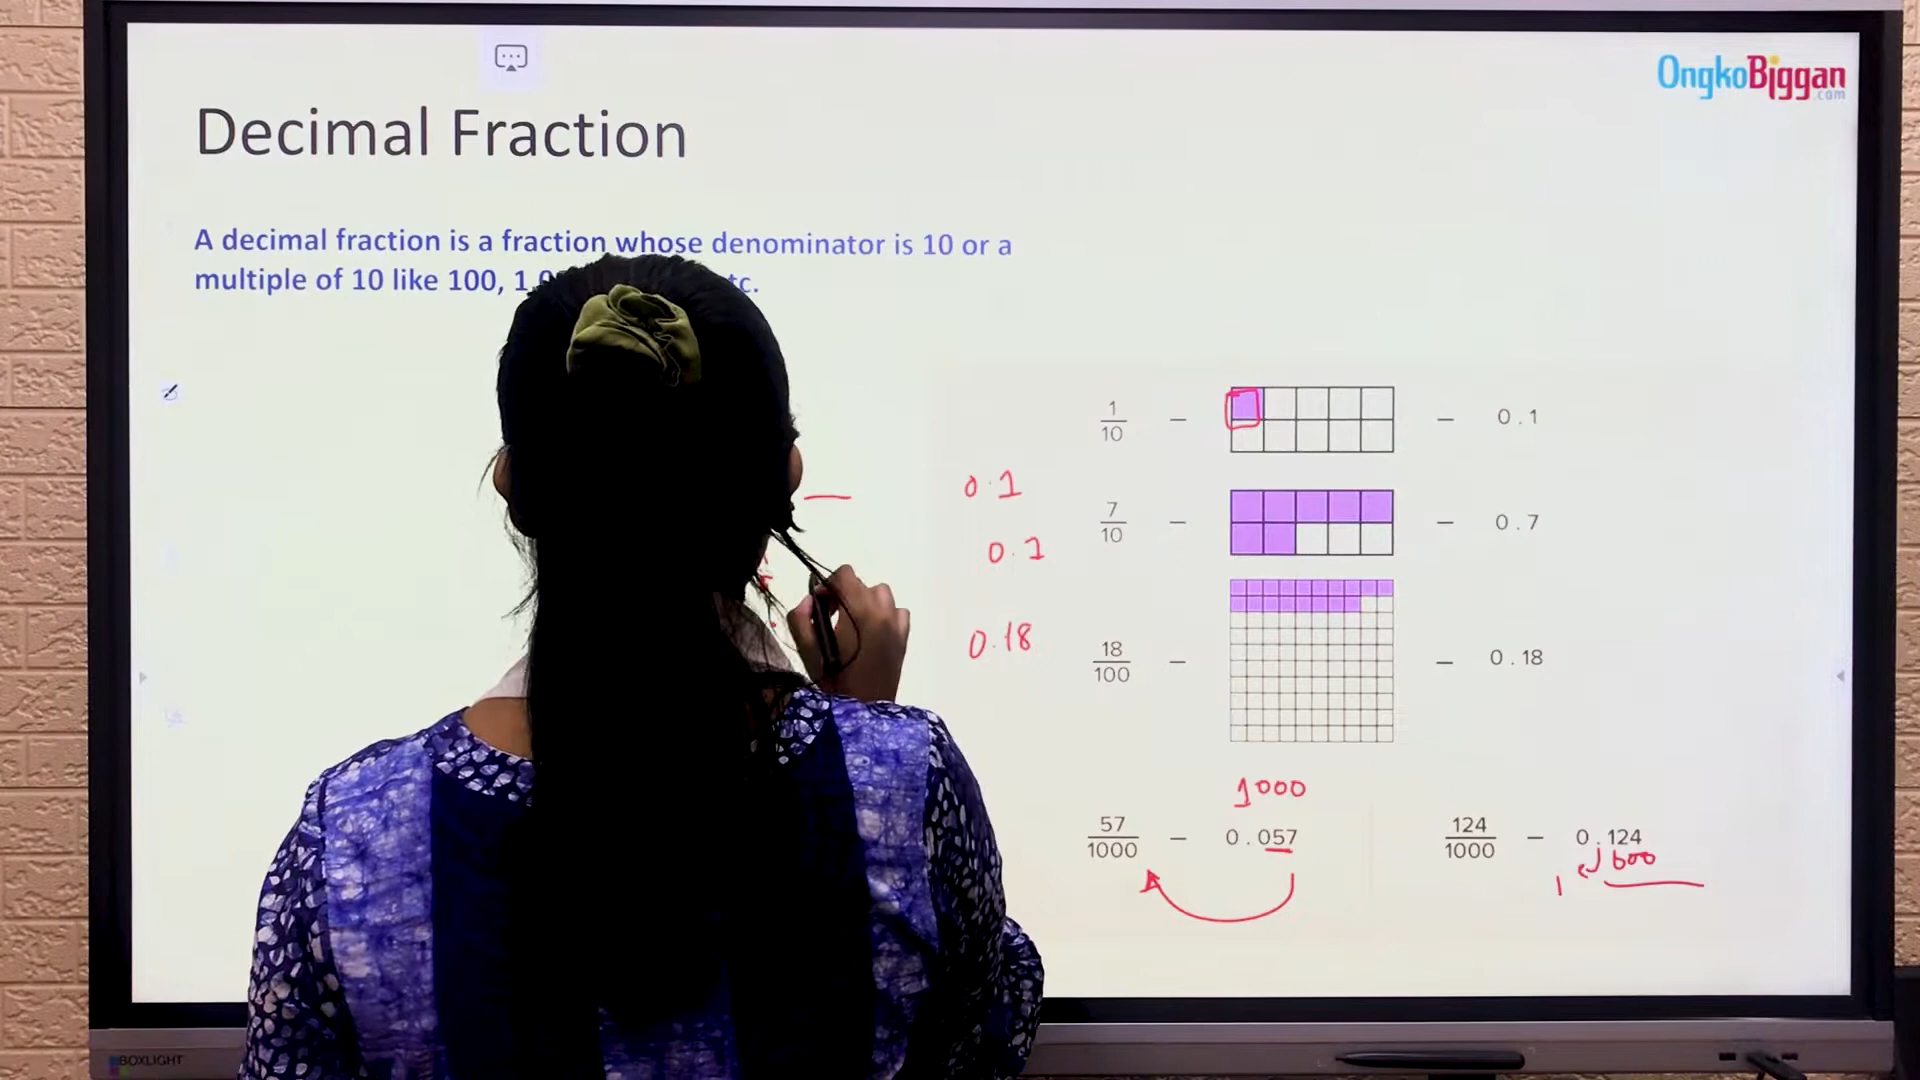 OngkoBiggan
.com
Decimal Fraction
A decimal fraction is a fraction whose denominator is 10 or a
multiple of 10 like 100, 1,0 tc.
1/10 – – 0.1
0.1
7/10 – – 0.7
0.1
18/100 – – 0.18
0.18
1000
57/1000 – 0.057
124/1000 – 0.124
1
BOXLIGHT